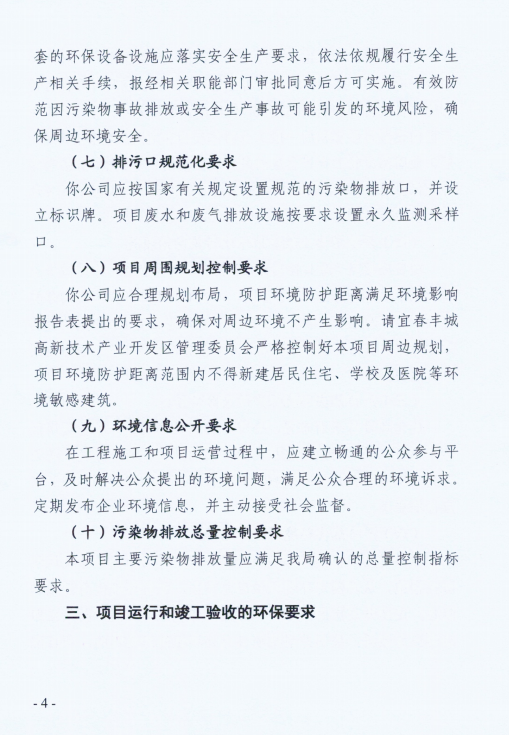 套的环保设备设施应落实安全生产要求，依法依规履行安全生
产相关手续，报经相关职能部门审批同意后方可实施。有效防
范因污染物事故排放或安全生产事故可能引发的环境风险，确
保周边环境安全。
（七）排污口规范化要求
你公司应按国家有关规定设置规范的污染物排放口，并设
立标识牌。项目废水和废气排放设施按要求设置永久监测采样
口。
（八）项目周围规划控制要求
你公司应合理规划布局，项目环境防护距离满足环境影响
报告表提出的要求，确保对周边环境不产生影响。请宜春丰城
高新技术产业开发区管理委员会严格控制好本项目周边规划，
项目环境防护距离范围内不得新建居民住宅、学校及医院等环
境敏感建筑。
（九）环境信息公开要求
在工程施工和项目运营过程中，应建立畅通的公众参与平
台，及时解决公众提出的环境问题，满足公众合理的环境诉求。
定期发布企业环境信息，并主动接受社会监督。
（十）污染物排放总量控制要求
本项目主要污染物排放量应满足我局确认的总量控制指标
要求。
三、项目运行和竣工验收的环保要求
- 4 -